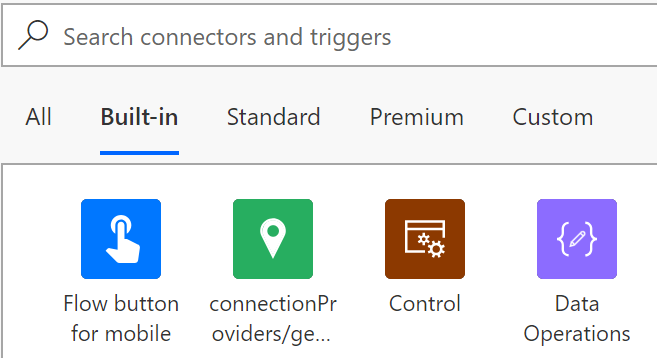 Search connectors and triggers
All Built-in Standard Premium Custom
Flow button connectionPr Control Data
for mobile oviders/ge... Operations